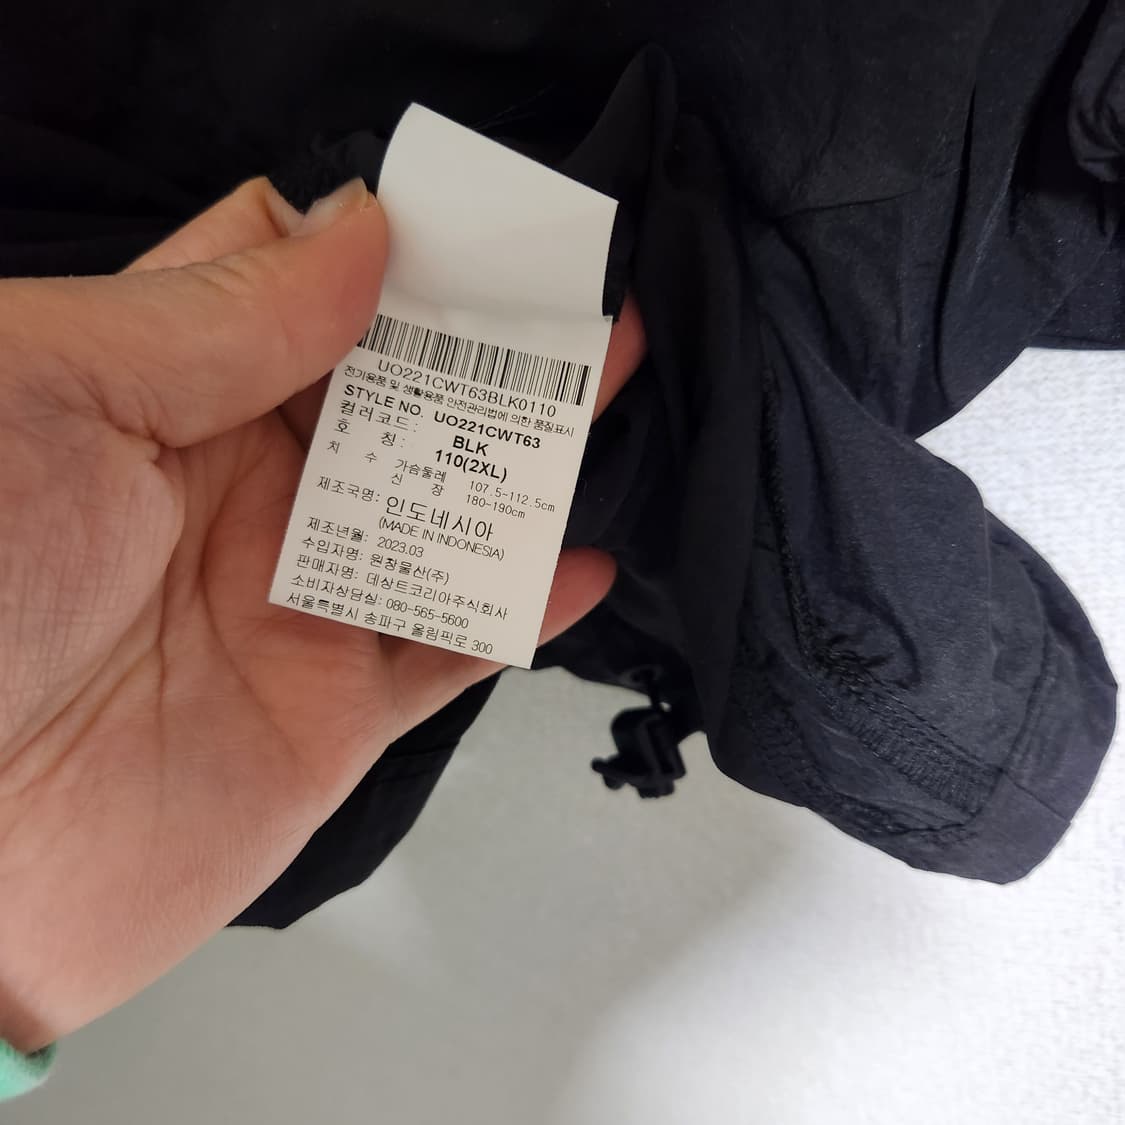 UO221CWT63BLK0110
전기용품 및 생활용품 안전관리법에 의한 품질표시
STYLE NO. UO221CWT63
컬러코드: BLK
호 칭: 110(2XL)
치 수 가슴둘레 107.5-112.5cm
신 장 180-190cm
제조국명: 인도네시아
(MADE IN INDONESIA)
제조년월: 2023.03
수입자명: 원창물산(주)
판매자명: 데상트코리아주식회사
소비자상담실: 080-565-5600
서울특별시 송파구 올림픽로 300